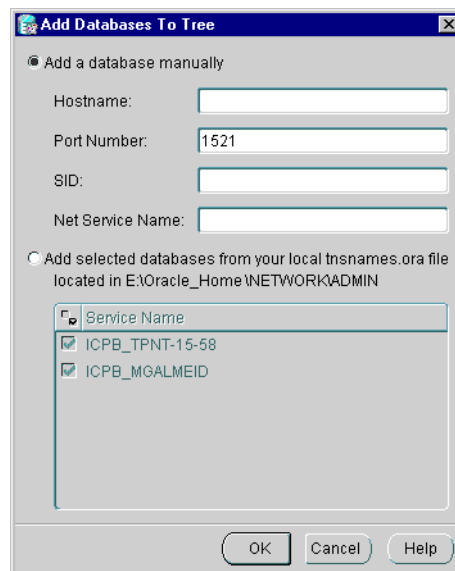 Add Databases To Tree
Add a database manually
Hostname:
Port Number: 1521
SID:
Net Service Name:
Add selected databases from your local tnsnames.ora file
located in E:\Oracle_Home\NETWORK\ADMIN
Service Name
ICPB_TPNT-15-58
ICPB_MGALMEID
OK Cancel Help